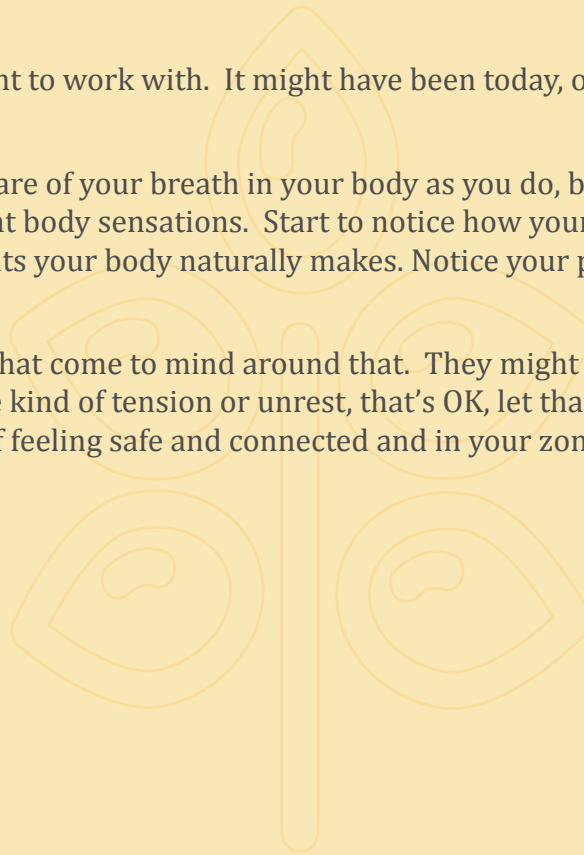 nt to work with.  It might have been today, o
are of your breath in your body as you do, b
nt body sensations.  Start to notice how your
nts your body naturally makes. Notice your p
hat come to mind around that.  They might
e kind of tension or unrest, that’s OK, let tha
f feeling safe and connected and in your zon